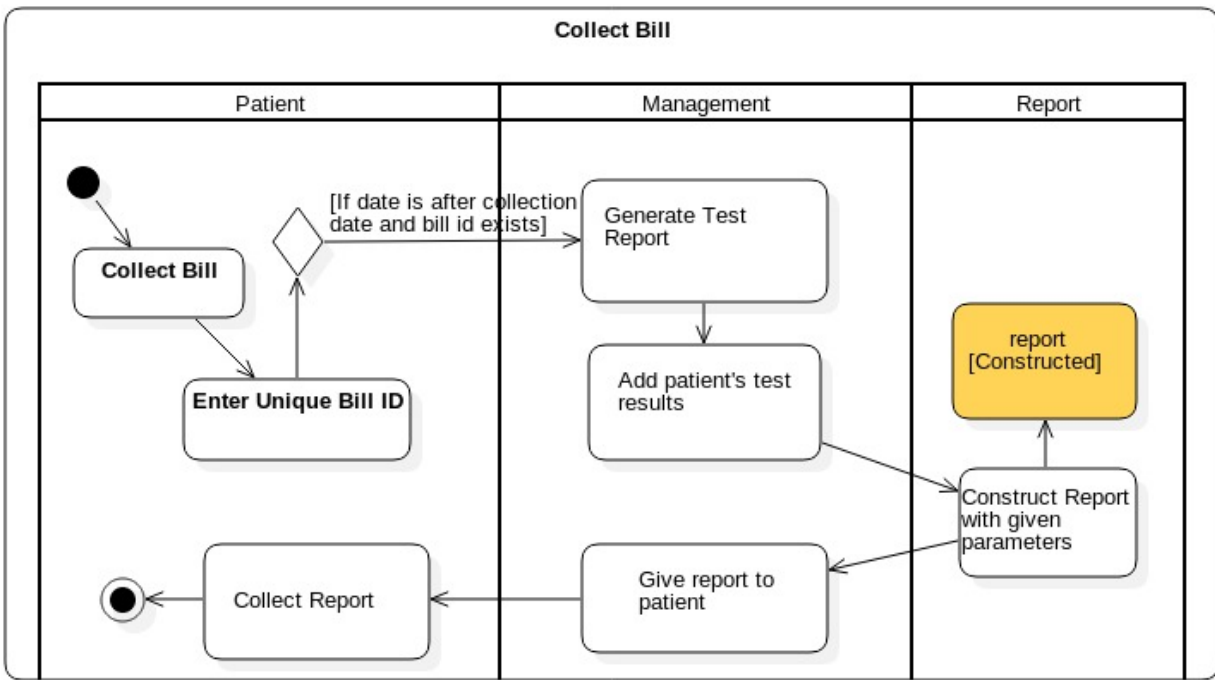 Collect Bill
Patient
Management
Report
[If date is after collection
date and bill id exists]
Generate Test
Report
Collect Bill
Enter Unique Bill ID
Add patient's test
results
report
[Constructed]
Construct Report
with given
parameters
Give report to
patient
Collect Report